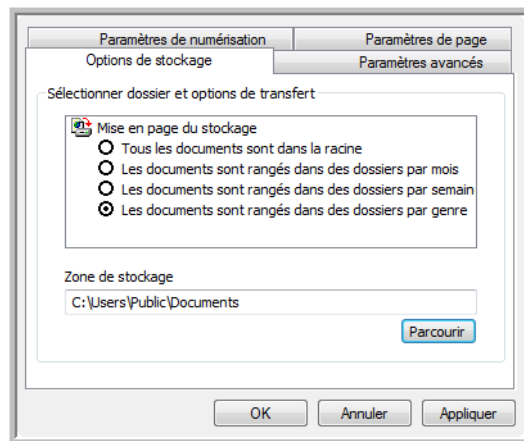 Paramètres de numérisation
Paramètres de page
Options de stockage
Paramètres avancés
Sélectionner dossier et options de transfert
Mise en page du stockage
Tous les documents sont dans la racine
Les documents sont rangés dans des dossiers par mois
Les documents sont rangés dans des dossiers par semain
Les documents sont rangés dans des dossiers par genre
Zone de stockage
C:\Users\Public\Documents
Parcourir
OK
Annuler
Appliquer